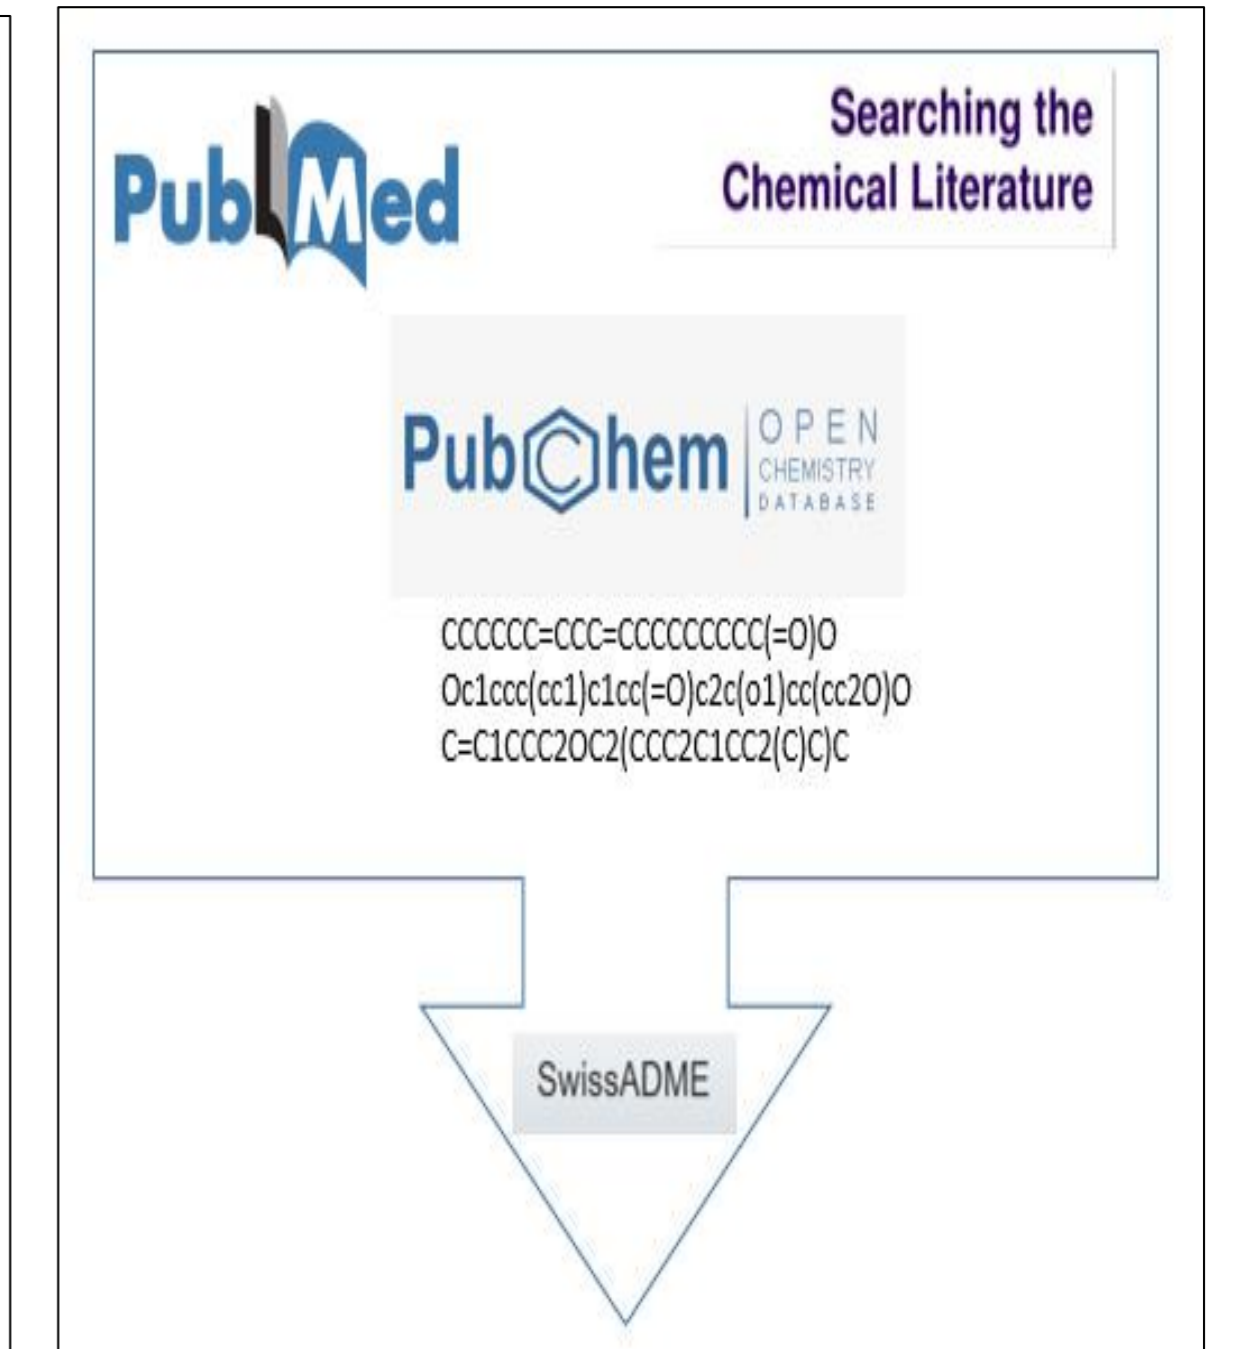 PubMed
Searching the
Chemical Literature
PubChem
OPEN
CHEMISTRY
DATABASE
CCCCCC=CCC=CCCCCCCCC(=O)O
Oc1ccc(cc1)c1cc(=O)c2c(o1)cc(cc2O)O
C=C1CCC2OC2(CCC2C1CC2(C)C)C
SwissADME